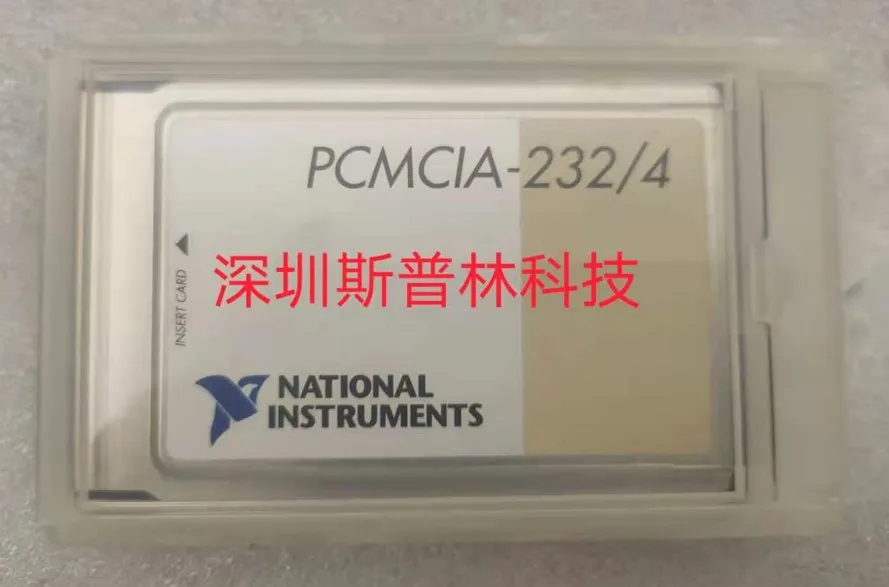 PCMCIA-232/4
深圳斯普林科技
INSERT CARD
NATIONAL
INSTRUMENTS